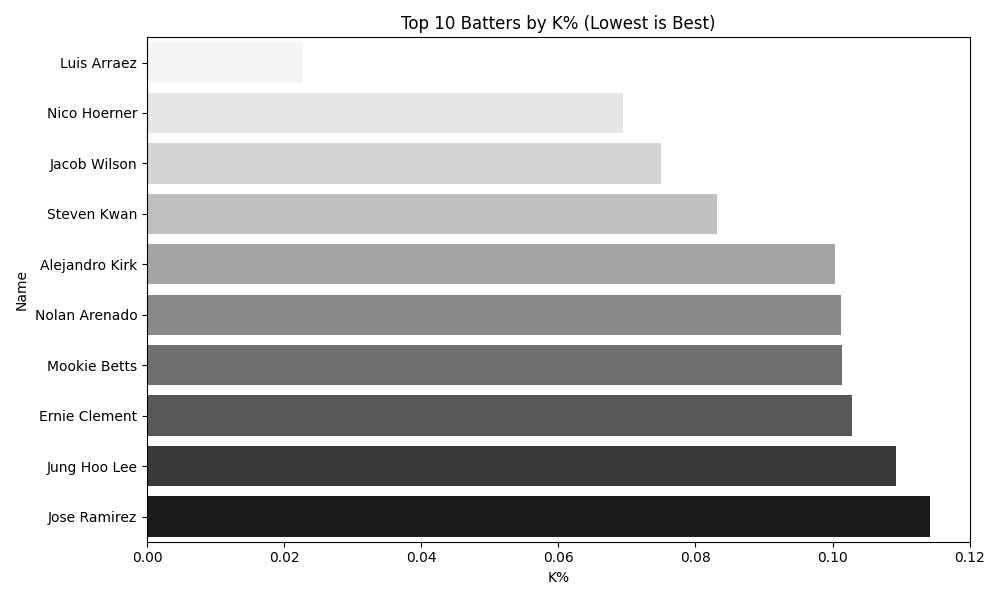 Top 10 Batters by K% (Lowest is Best)
Luis Arraez
Nico Hoerner
Jacob Wilson
Steven Kwan
Alejandro Kirk
Nolan Arenado
Mookie Betts
Ernie Clement
Jung Hoo Lee
Jose Ramirez
Name
0.00 0.02 0.04 0.06 0.08 0.10 0.12
K%